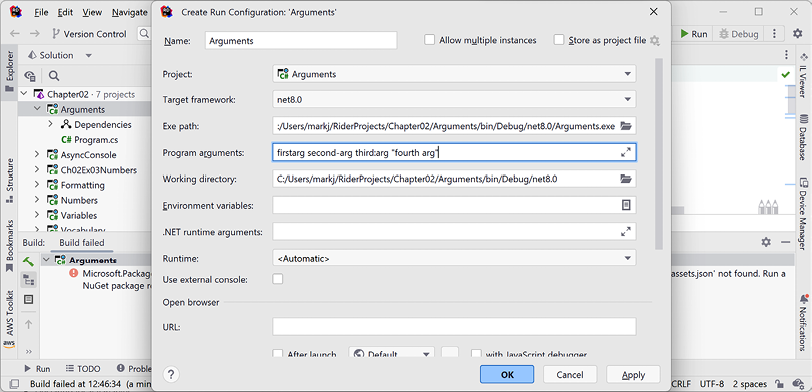 Create Run Configuration: 'Arguments'
File Edit View Navigate
Version Control
Run Debug
Name: Arguments
Allow multiple instances
Store as project file
Solution
Explorer
Structure
Bookmarks
AWS Toolkit
aws
Chapter02 · 7 projects
Arguments
Dependencies
Program.cs
AsyncConsole
Ch02Ex03Numbers
Formatting
Numbers
Variables
Vocabulary
Project: Arguments
Target framework: net8.0
Exe path: :/Users/markj/RiderProjects/Chapter02/Arguments/bin/Debug/net8.0/Arguments.exe
Program arguments: firstarg second-arg third:arg "fourth arg"
Working directory: C:/Users/markj/RiderProjects/Chapter02/Arguments/bin/Debug/net8.0
Environment variables:
.NET runtime arguments:
Runtime: <Automatic>
Use external console:
Open browser
URL:
After launch Default with JavaScript debugger
? OK Cancel Apply
IL Viewer
Database
Device Manager
Notifications
Build: Build failed
Arguments
Microsoft.Package
NuGet package r
assets.json' not found. Run a
Run TODO Problem
Build failed at 12:46:34 (a min
CRLF UTF-8 2 spaces